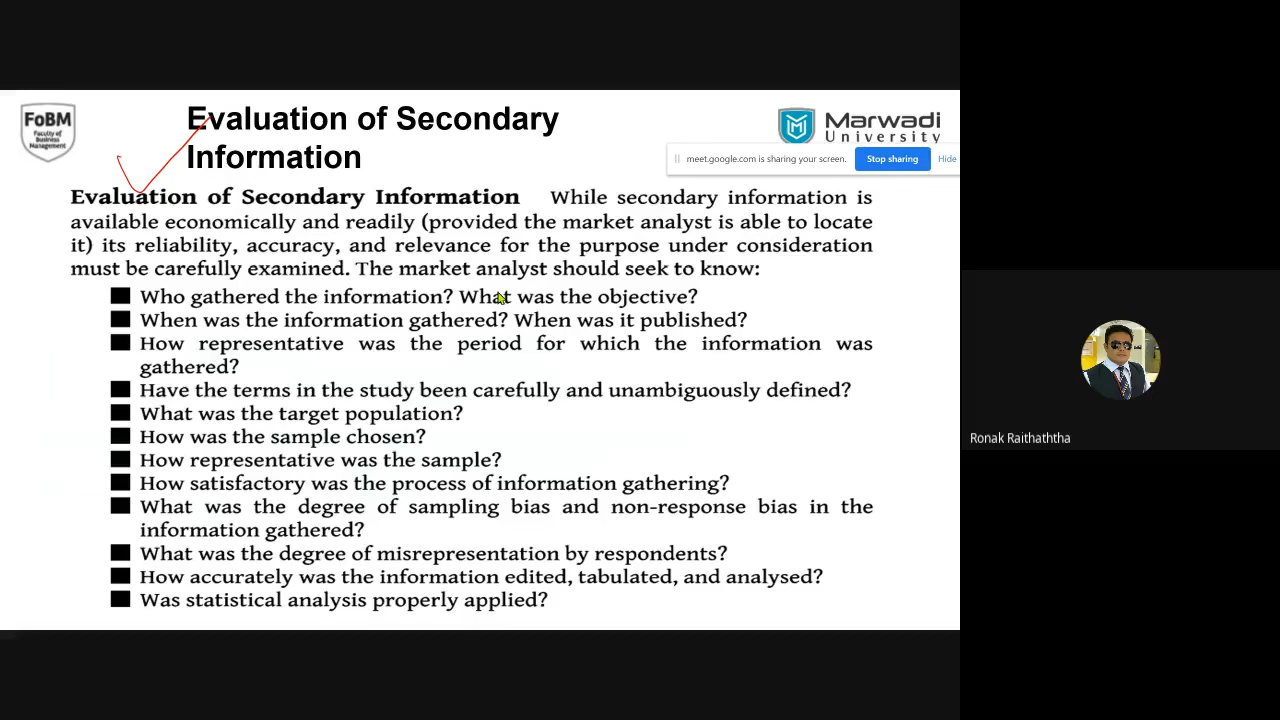 FoBM
Faculty of
Business
Management
Evaluation of Secondary
Information
Marwadi
University
meet.google.com is sharing your screen.
Stop sharing
Hide
Evaluation of Secondary Information While secondary information is
available economically and readily (provided the market analyst is able to locate
it) its reliability, accuracy, and relevance for the purpose under consideration
must be carefully examined. The market analyst should seek to know:
Who gathered the information? What was the objective?
When was the information gathered? When was it published?
How representative was the period for which the information was
gathered?
Have the terms in the study been carefully and unambiguously defined?
What was the target population?
How was the sample chosen?
How representative was the sample?
How satisfactory was the process of information gathering?
What was the degree of sampling bias and non-response bias in the
information gathered?
What was the degree of misrepresentation by respondents?
How accurately was the information edited, tabulated, and analysed?
Was statistical analysis properly applied?
Ronak Raithaththa